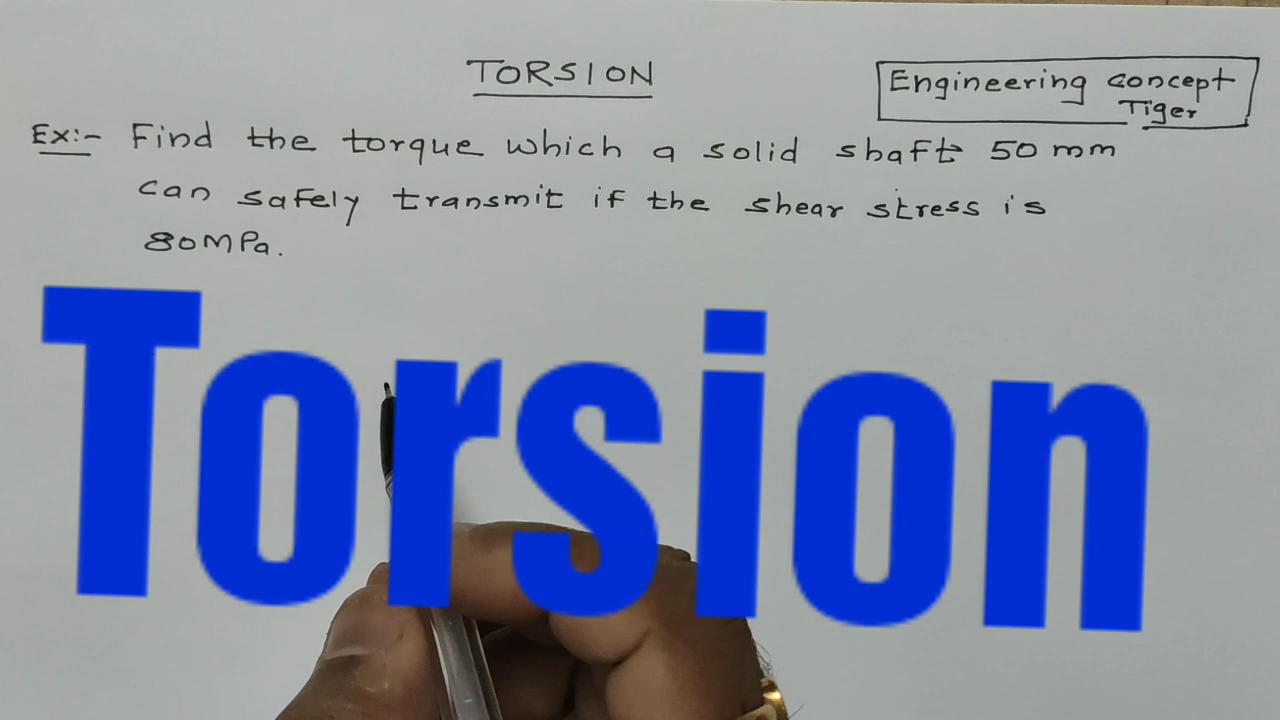 TORSION
Engineering concept
Tiger
Ex:- Find the torque which a solid shaft 50 mm
can safely transmit if the shear stress is
80MPa.
Torsion